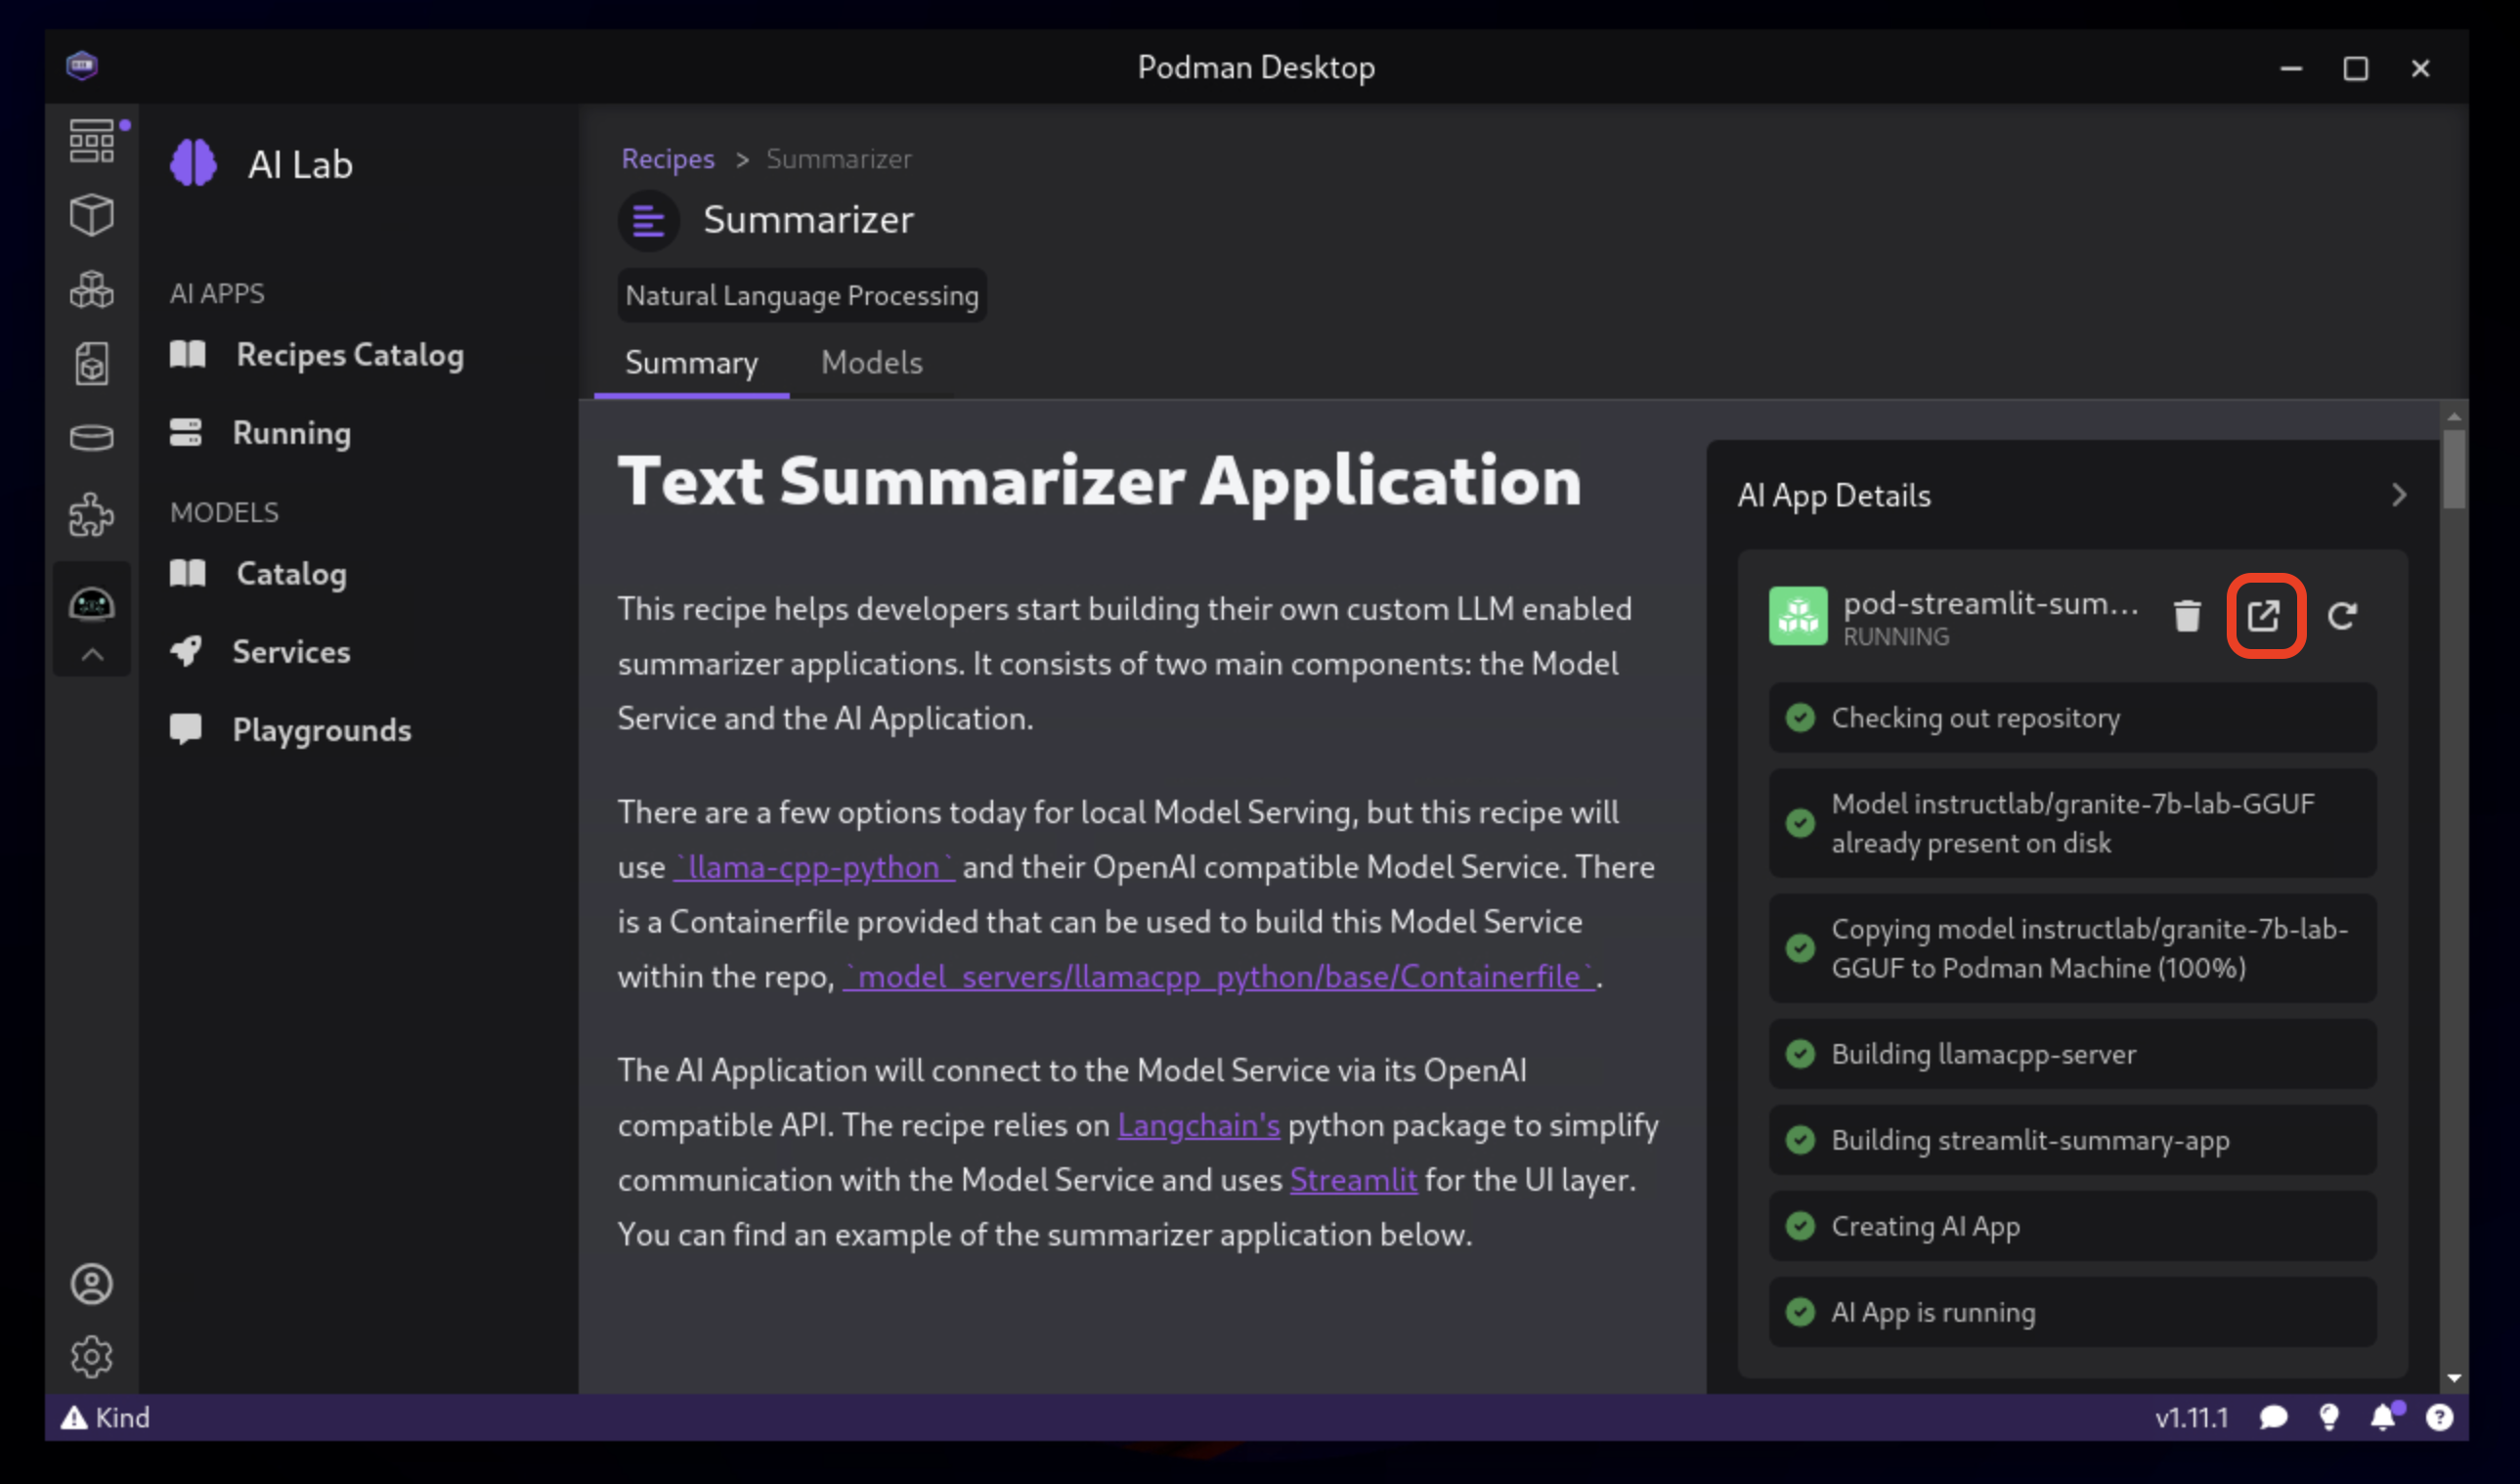 Podman Desktop
AI Lab
AI APPS
Recipes Catalog
Running
MODELS
Catalog
Services
Playgrounds
Recipes > Summarizer
Summarizer
Natural Language Processing
Summary Models
Text Summarizer Application
This recipe helps developers start building their own custom LLM enabled
summarizer applications. It consists of two main components: the Model
Service and the AI Application.
There are a few options today for local Model Serving, but this recipe will
use `llama-cpp-python` and their OpenAI compatible Model Service. There
is a Containerfile provided that can be used to build this Model Service
within the repo, `model_servers/llamacpp_python/base/Containerfile`.
The AI Application will connect to the Model Service via its OpenAI
compatible API. The recipe relies on Langchain's python package to simplify
communication with the Model Service and uses Streamlit for the UI layer.
You can find an example of the summarizer application below.
AI App Details
pod-streamlit-sum...
RUNNING
Checking out repository
Model instructlab/granite-7b-lab-GGUF
already present on disk
Copying model instructlab/granite-7b-lab-
GGUF to Podman Machine (100%)
Building llamacpp-server
Building streamlit-summary-app
Creating AI App
AI App is running
Kind
v1.11.1